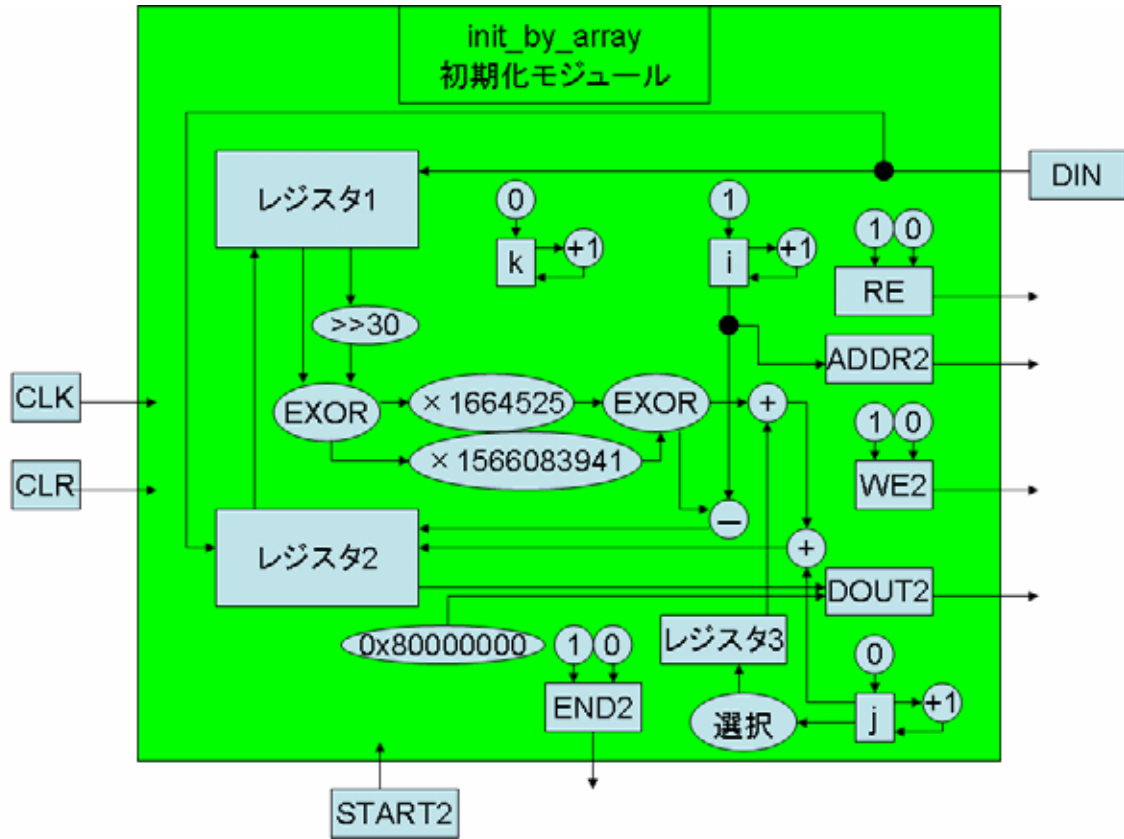 init_by_array
初期化モジュール
レジスタ1
DIN
0
1
k
+1
i
+1
1
0
RE
>>30
ADDR2
CLK
EXOR
×1664525
EXOR
+
1
0
×1566083941
WE2
CLR
−
レジスタ2
+
DOUT2
0x80000000
1
0
レジスタ3
0
END2
選択
j
+1
START2